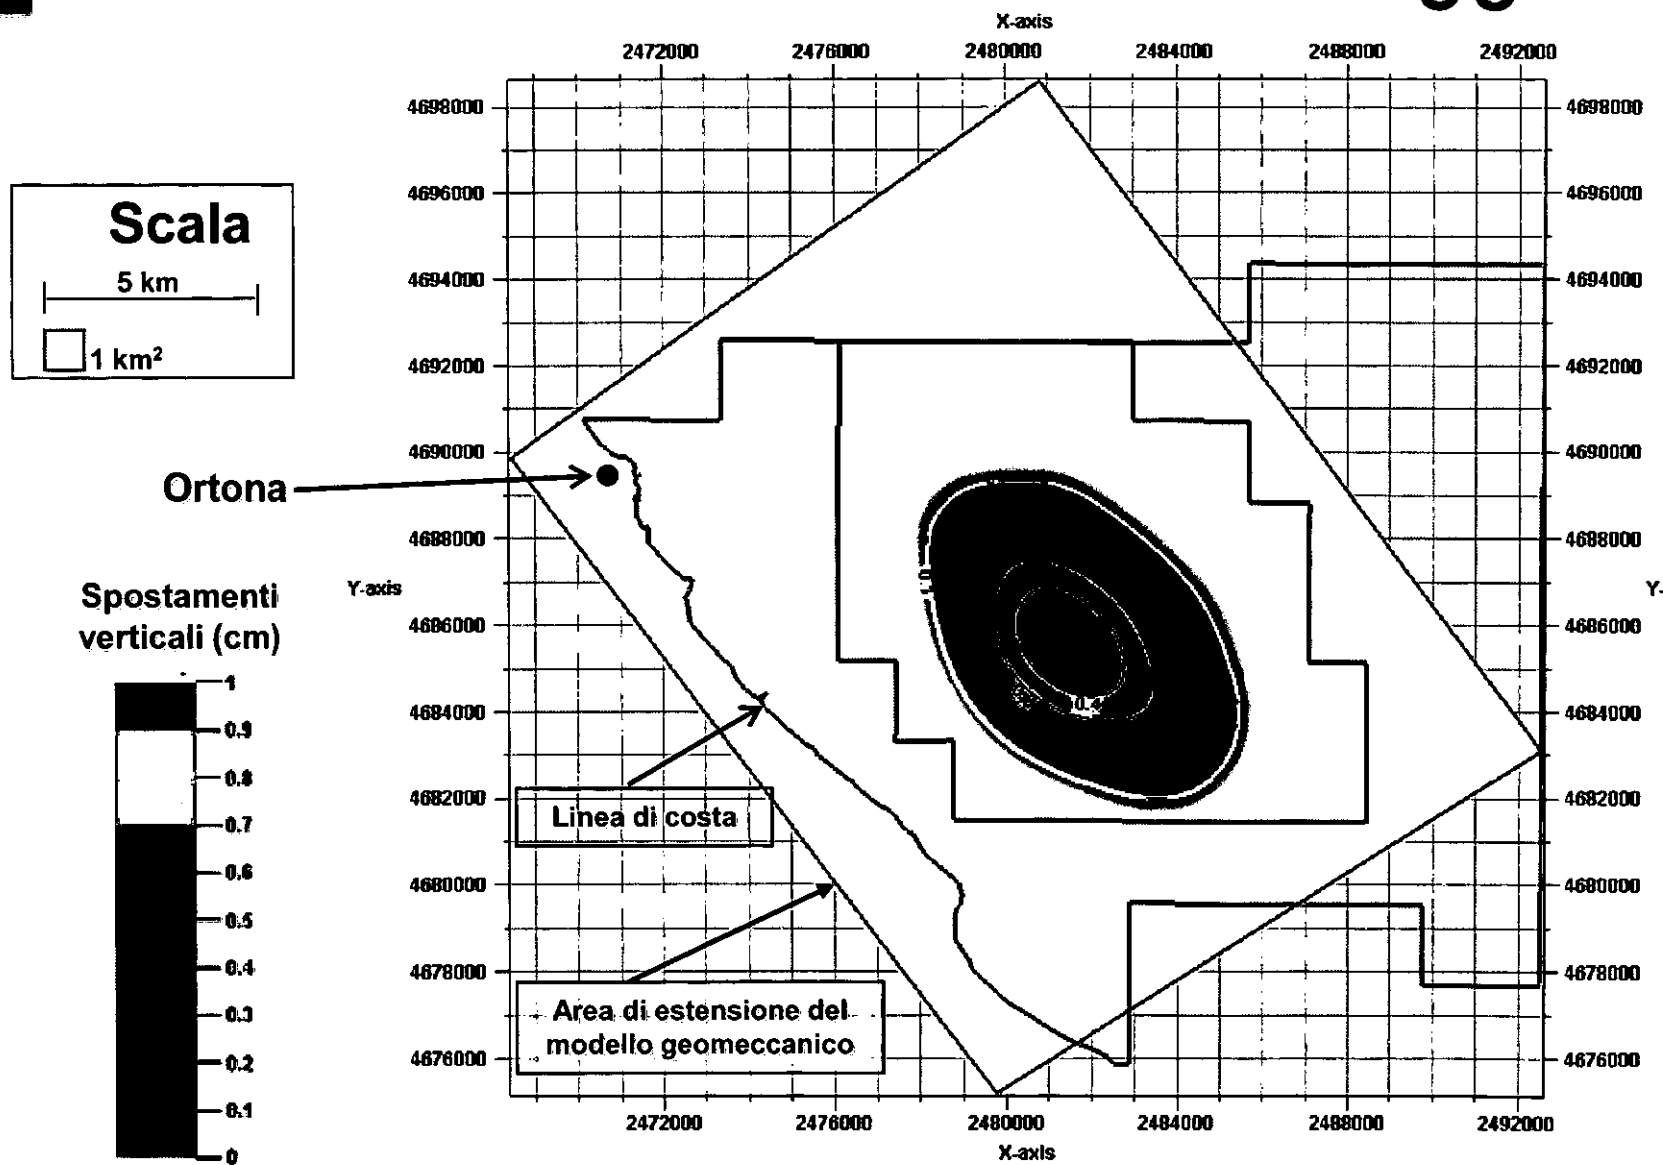 X-axis
2472000 2476000 2480000 2484000 2488000 2492000
4698000 4698000
4696000 4696000
Scala
5 km
1 km²
4694000 4694000
4692000 4692000
4690000 4690000
Ortona
4688000 4688000
Y-axis Y-
Spostamenti
verticali (cm)
4686000 4686000
4684000 4684000
0.4
1
0.9
0.8
0.7
0.6
0.5
0.4
0.3
0.2
0.1
0
4682000 4682000
Linea di costa
4680000 4680000
4678000 4678000
Area di estensione del
modello geomeccanico
4676000 4676000
2472000 2476000 2480000 2484000 2488000 2492000
X-axis